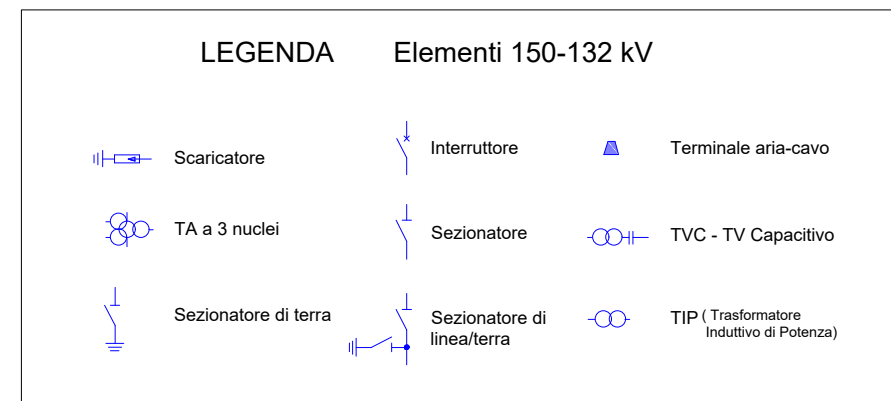 LEGENDA Elementi 150-132 kV
Scaricatore
Interruttore
Terminale aria-cavo
TA a 3 nuclei
Sezionatore
TVC - TV Capacitivo
Sezionatore di terra
Sezionatore di
linea/terra
TIP ( Trasformatore
Induttivo di Potenza)